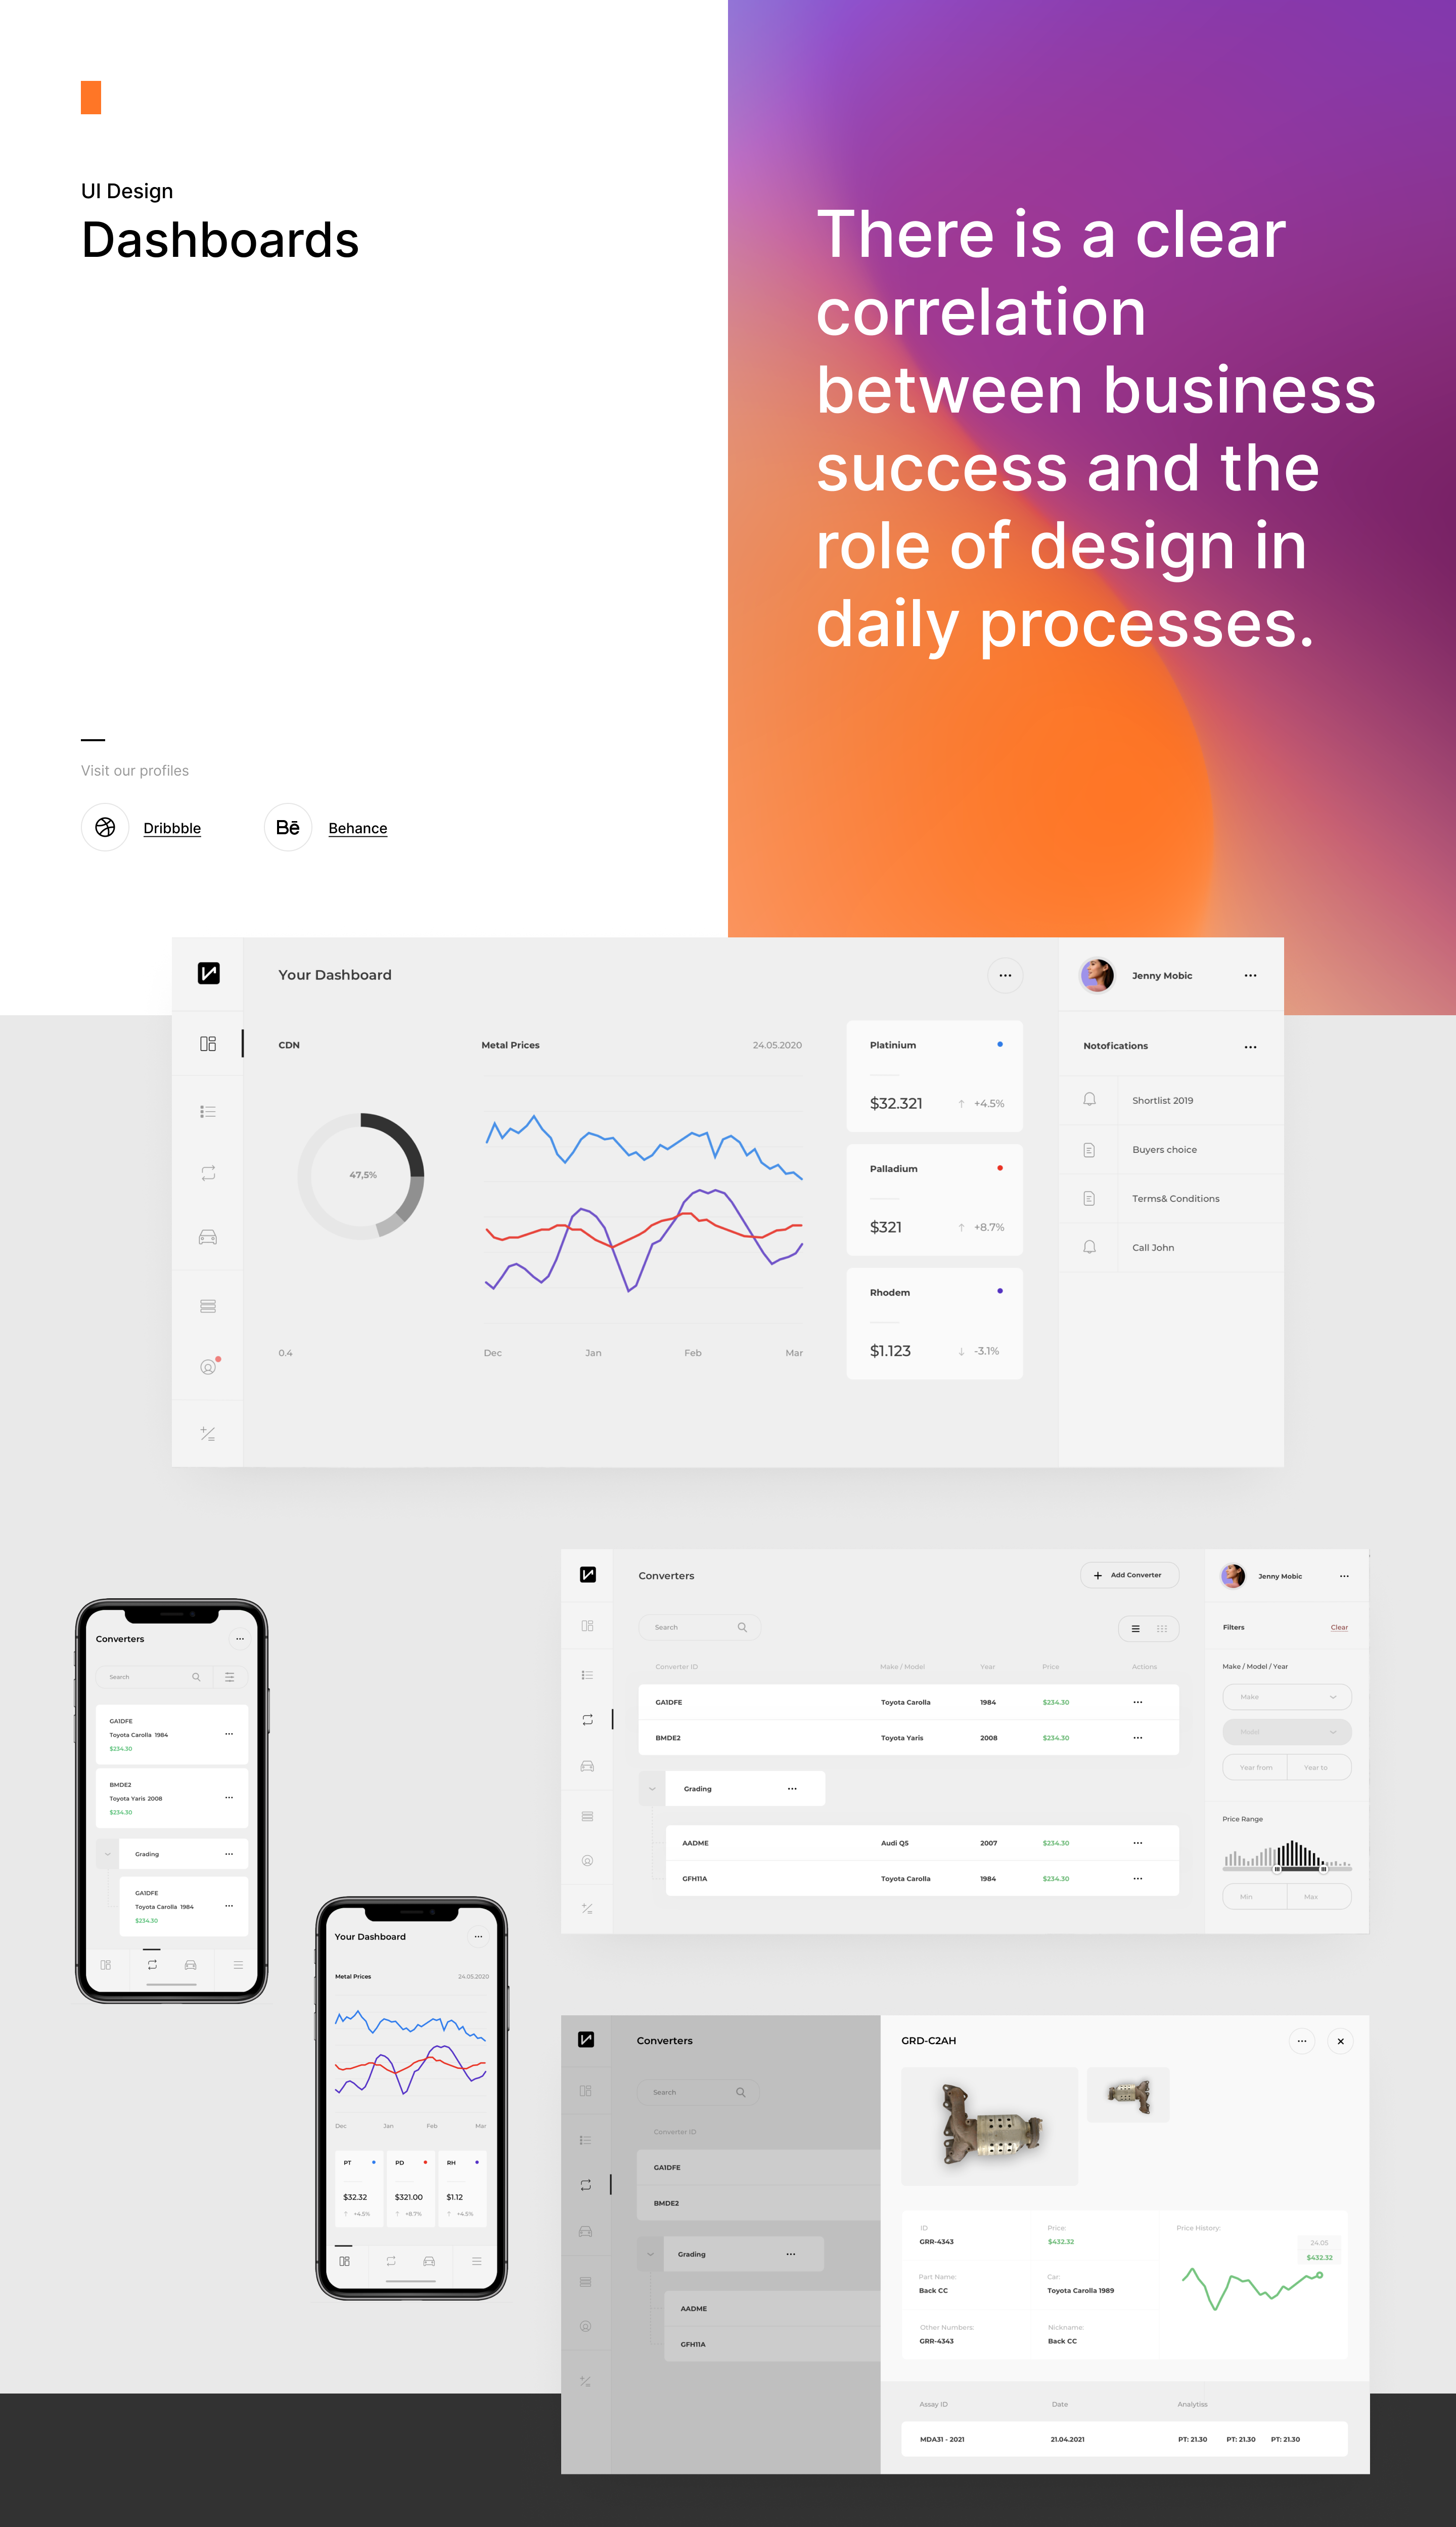 UI Design
Dashboards
There is a clear
correlation
between business
success and the
role of design in
daily processes.
Visit our profiles
Dribbble
Bē
Behance
Your Dashboard
Jenny Mobic
CDN
Metal Prices
24.05.2020
47,5%
0.4
Dec
Jan
Feb
Mar
Platinium
$32.321
+4.5%
Palladium
$321
+8.7%
Rhodem
$1.123
-3.1%
Notofications
Shortlist 2019
Buyers choice
Terms& Conditions
Call John
Converters
Search
GA1DFE
Toyota Carolla 1984
$234.30
BMDE2
Toyota Yaris 2008
$234.30
Grading
GA1DFE
Toyota Carolla 1984
$234.30
Your Dashboard
Metal Prices
24.05.2020
Dec
Jan
Feb
Mar
PT
$32.32
+4.5%
PD
$321.00
+8.7%
RH
$1.12
+4.5%
Converters
Add Converter
Search
Converter ID
Make / Model
Year
Price
Actions
GA1DFE
Toyota Carolla
1984
$234.30
BMDE2
Toyota Yaris
2008
$234.30
Grading
AADME
Audi Q5
2007
$234.30
GFH11A
Toyota Carolla
1984
$234.30
Jenny Mobic
Filters
Clear
Make / Model / Year
Make
Model
Year from
Year to
Price Range
Min
Max
Converters
Search
Converter ID
GA1DFE
BMDE2
Grading
AADME
GFH11A
GRD-C2AH
ID
GRR-4343
Price:
$432.32
Part Name:
Back CC
Car:
Toyota Carolla 1989
Other Numbers:
GRR-4343
Nickname:
Back CC
Price History:
24.05
$432.32
Assay ID
Date
Analytiss
MDA31 - 2021
21.04.2021
PT: 21.30
PT: 21.30
PT: 21.30